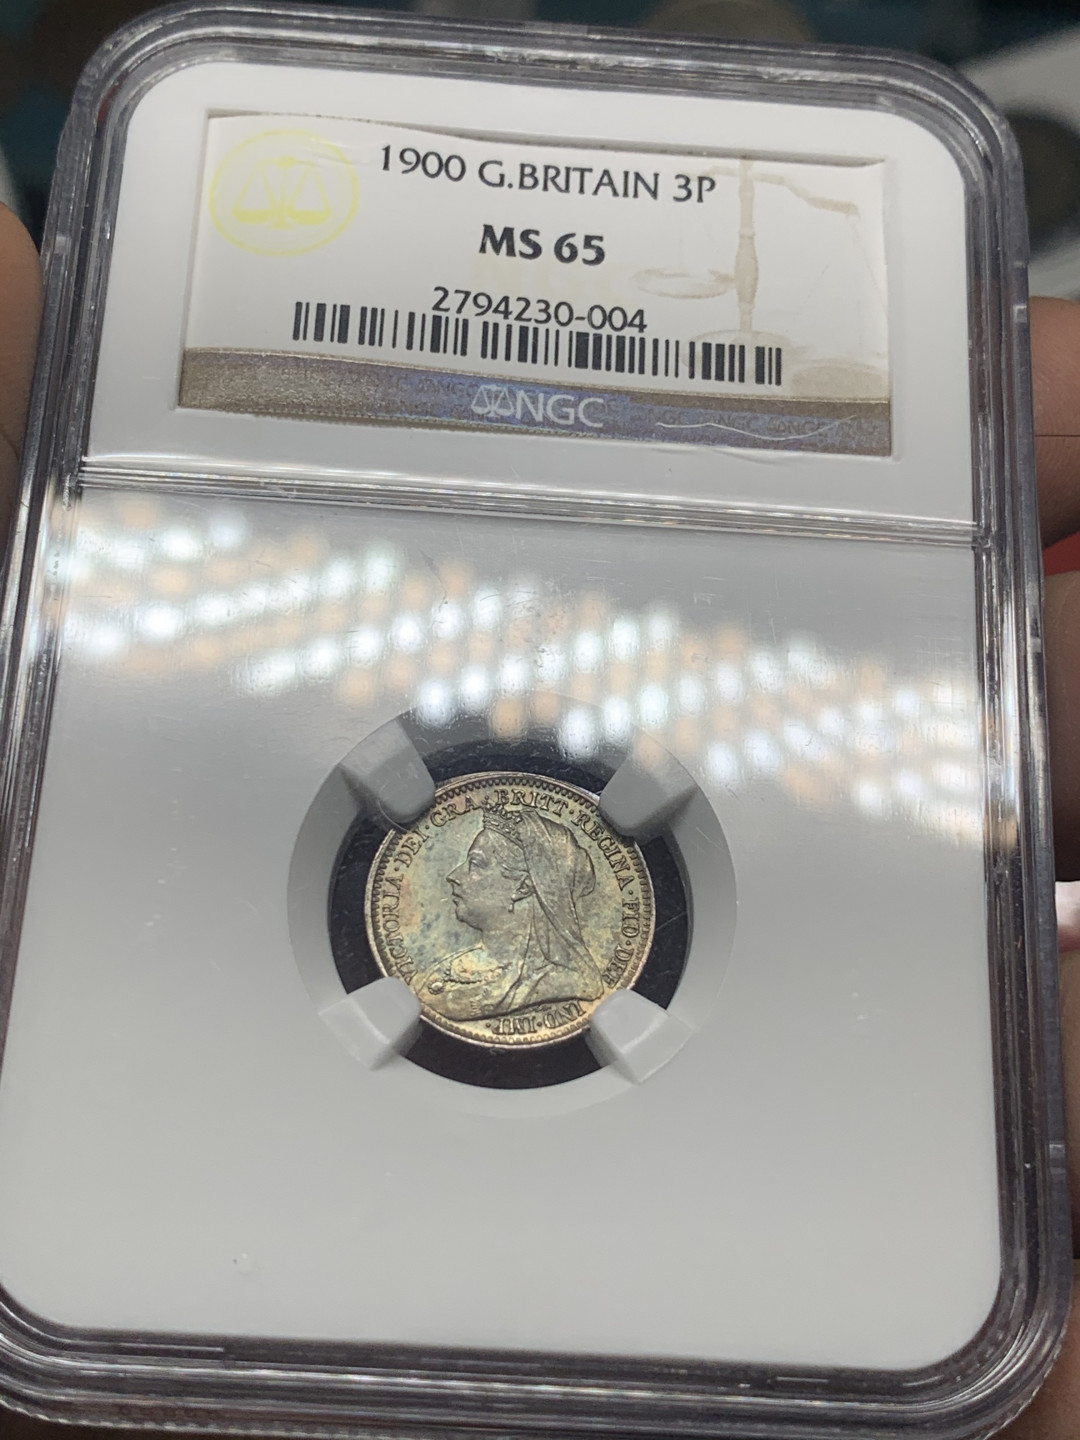 1900 G.BRITAIN 3P
MS 65
2794230-004
NGC
VICTORIA·DEI·GRA·BRITT·REGINA·FID·DEF·IND·IMP·